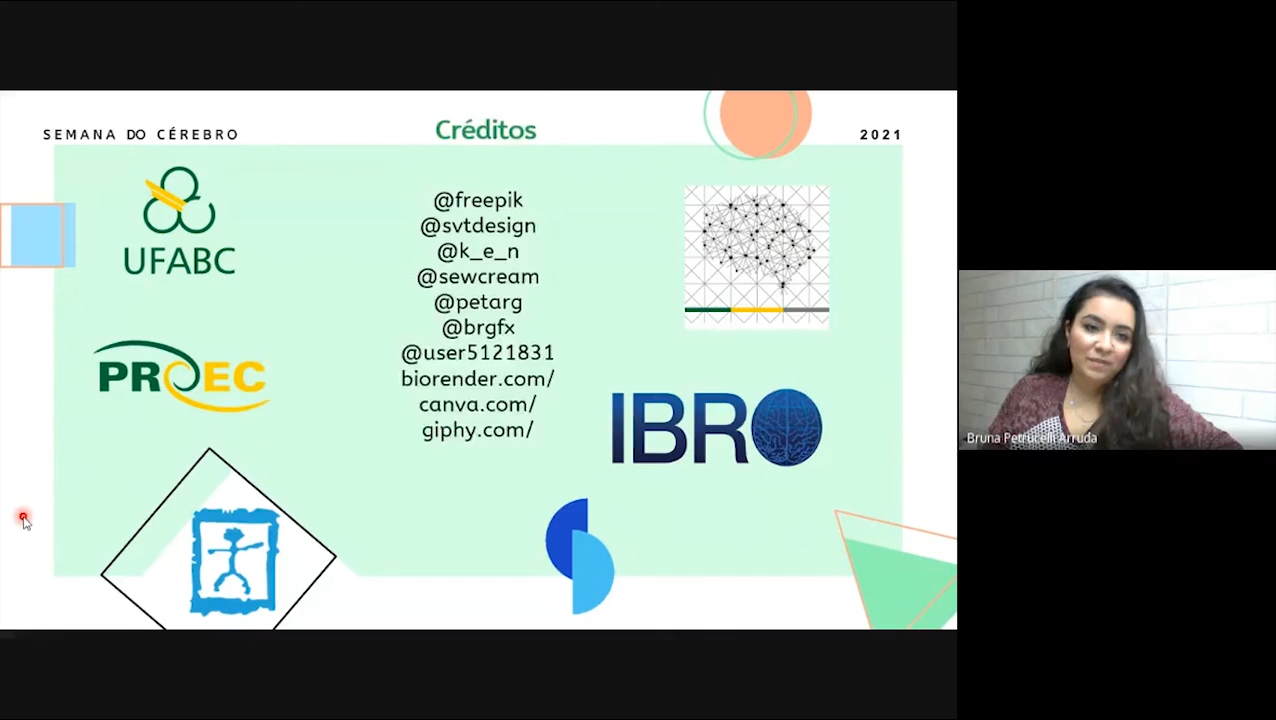 SEMANA DO CÉREBRO
Créditos
2021
UFABC
PROEC
@freepik
@svtdesign
@k_e_n
@sewcream
@petarg
@brgfx
@user5121831
biorender.com/
canva.com/
giphy.com/
IBRO
Bruna Petrucelli Arruda